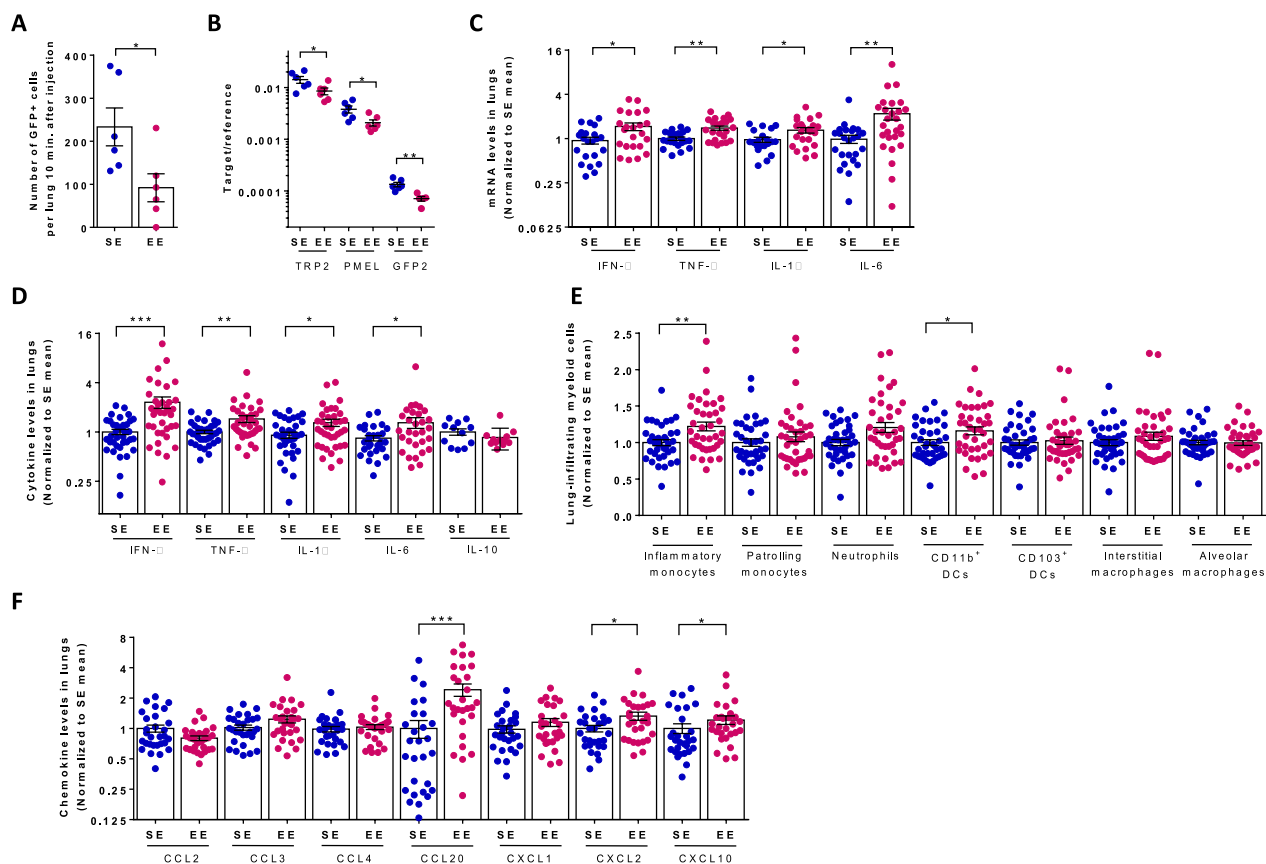 A
Number of GFP+ cells
per lung 10 min. after injection
400
300
200
100
0
*
SE EE
B
Target/reference
0.01
0.001
0.0001
*
*
**
SE EE SE EE SE EE
TRP2 PMEL GFP2
C
mRNA levels in lungs
(Normalized to SE mean)
16
4
1
0.25
0.0625
* ** * **
SE EE SE EE SE EE SE EE
IFN-□ TNF-□ IL-1□ IL-6
D
Cytokine levels in lungs
(Normalized to SE mean)
16
4
1
0.25
*** ** * *
SE EE SE EE SE EE SE EE SE EE
IFN-□ TNF-□ IL-1□ IL-6 IL-10
E
Lung-infiltrating myeloid cells
(Normalized to SE mean)
2.5
2.0
1.5
1.0
0.5
0.0
** *
SE EE SE EE SE EE SE EE SE EE SE EE SE EE
Inflammatory Patrolling Neutrophils CD11b+ CD103+ Interstitial Alveolar
monocytes monocytes DCs DCs macrophages macrophages
F
Chemokine levels in lungs
(Normalized to SE mean)
8
4
2
1
0.5
0.25
0.125
*** * *
SE EE SE EE SE EE SE EE SE EE SE EE SE EE
CCL2 CCL3 CCL4 CCL20 CXCL1 CXCL2 CXCL10